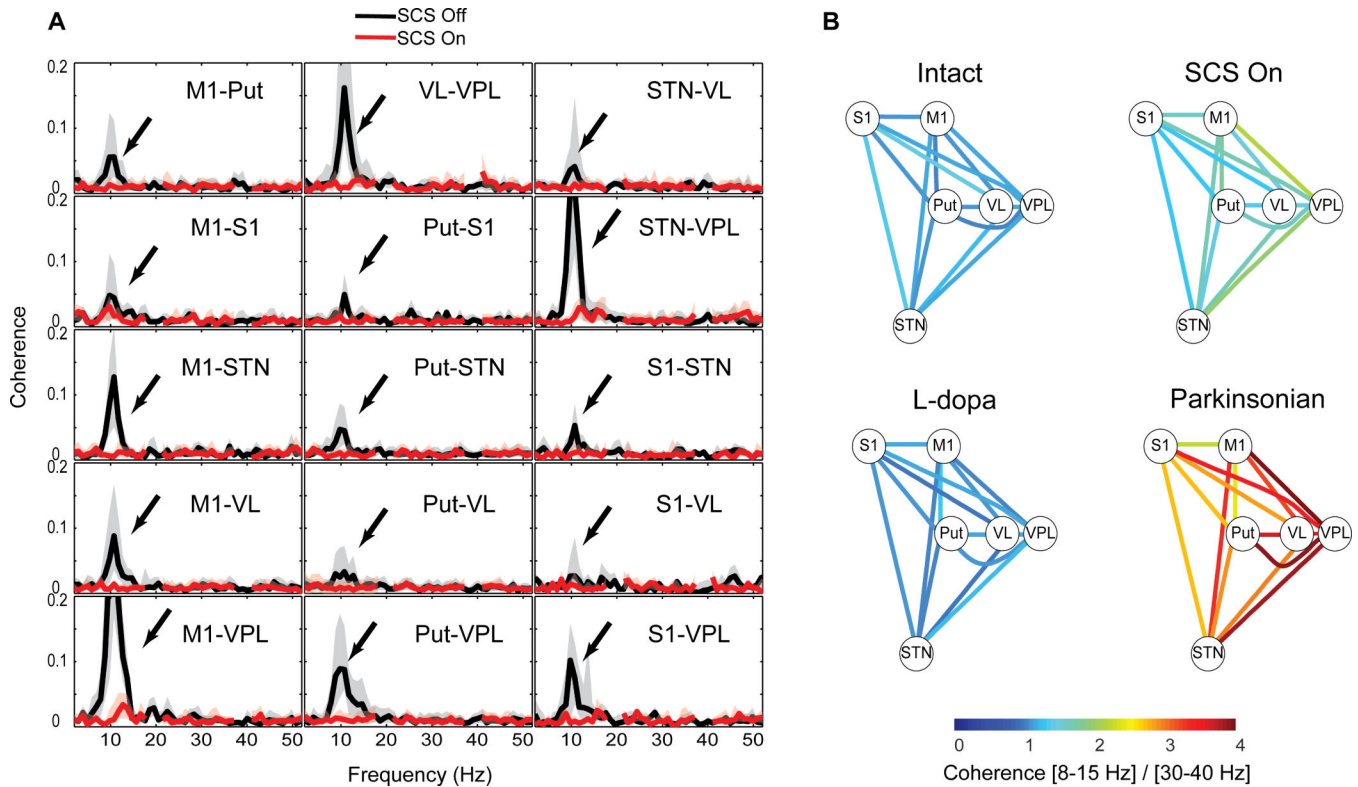 A
SCS Off
SCS On
0.2
0.1
0
M1-Put
VL-VPL
STN-VL
0.2
0.1
0
M1-S1
Put-S1
STN-VPL
0.2
0.1
0
M1-STN
Put-STN
S1-STN
0.2
0.1
0
M1-VL
Put-VL
S1-VL
0.2
0.1
0
M1-VPL
Put-VPL
S1-VPL
Coherence
10 20 30 40 50 10 20 30 40 50 10 20 30 40 50
Frequency (Hz)
B
Intact
S1 M1
Put VL VPL
STN
SCS On
S1 M1
Put VL VPL
STN
L-dopa
S1 M1
Put VL VPL
STN
Parkinsonian
S1 M1
Put VL VPL
STN
0 1 2 3 4
Coherence [8-15 Hz] / [30-40 Hz]